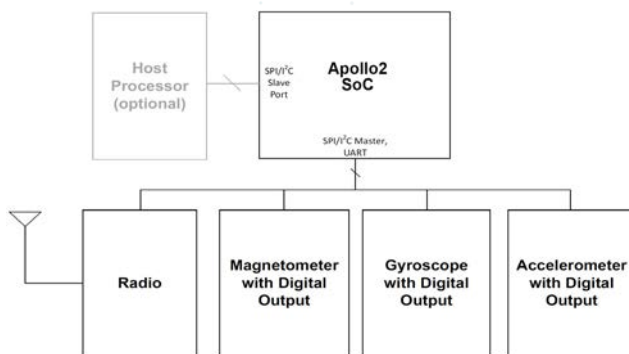 Host
Processor
(optional)
SPI/I²C
Slave
Port
Apollo2
SoC
SPI/I²C Master,
UART
Radio
Magnetometer
with Digital
Output
Gyroscope
with Digital
Output
Accelerometer
with Digital
Output